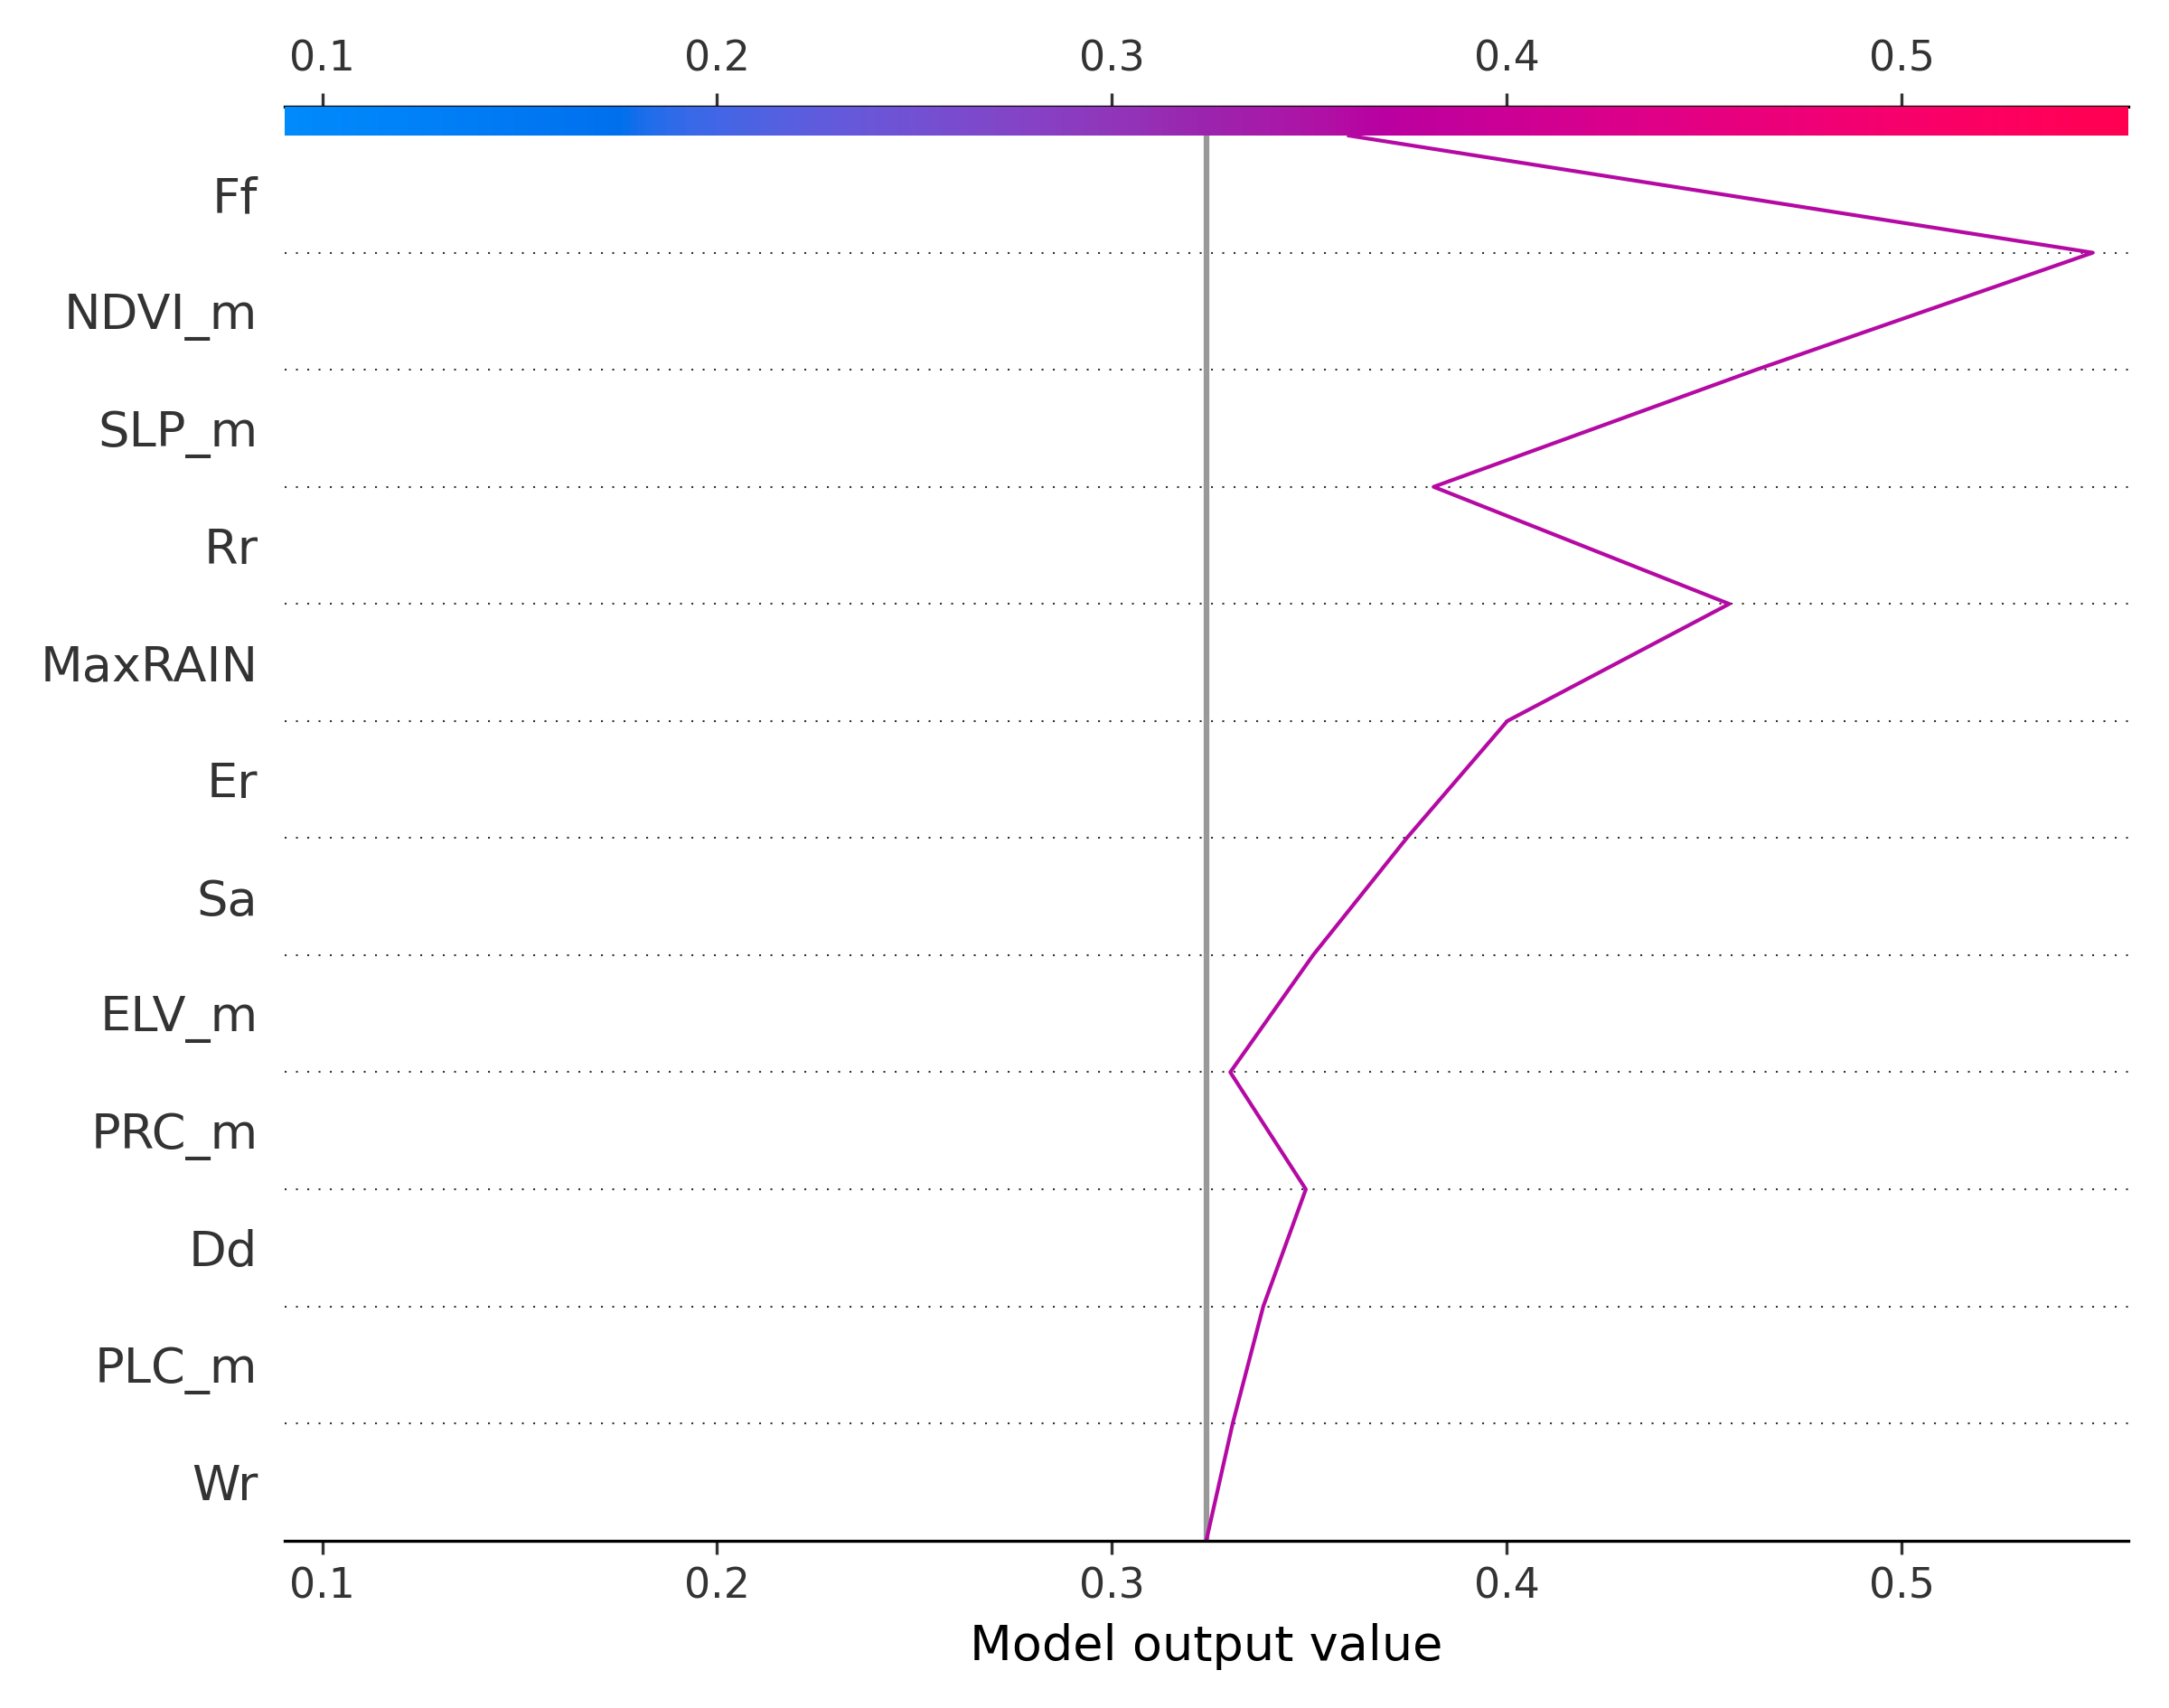 0.1 0.2 0.3 0.4 0.5
Ff
NDVI_m
SLP_m
Rr
MaxRAIN
Er
Sa
ELV_m
PRC_m
Dd
PLC_m
Wr
0.1 0.2 0.3 0.4 0.5
Model output value